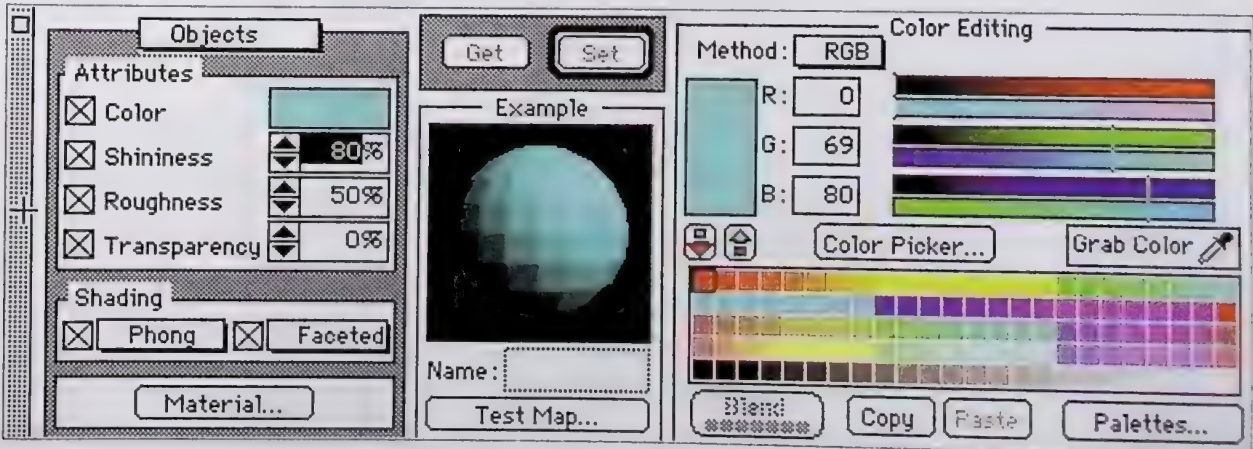 Objects
Attributes
Color
Shininess 80%
Roughness 50%
Transparency 0%
Shading
Phong Faceted
Material...
Get Set
Example
Name:
Test Map...
Color Editing
Method: RGB
R: 0
G: 69
B: 80
Color Picker... Grab Color
Blend Copy Paste Palettes...